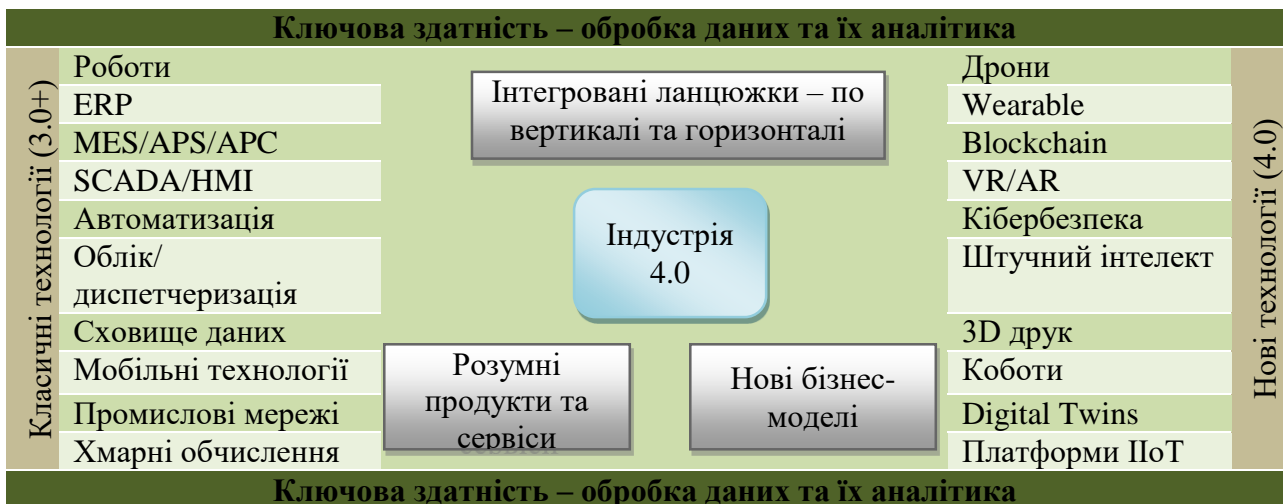 Ключова здатність – обробка даних та їх аналітика
Класичні технології (3.0+)
Роботи
ERP
MES/APS/APC
SCADA/HMI
Автоматизація
Облік/
диспетчеризація
Сховище даних
Мобільні технології
Промислові мережі
Хмарні обчислення
Інтегровані ланцюжки – по
вертикалі та горизонталі
Індустрія
4.0
Розумні
продукти та
сервіси
Нові бізнес-
моделі
Дрони
Wearable
Blockchain
VR/AR
Кібербезпека
Штучний інтелект
3D друк
Коботи
Digital Twins
Платформи ІІоТ
Нові технології (4.0)
Ключова здатність – обробка даних та їх аналітика